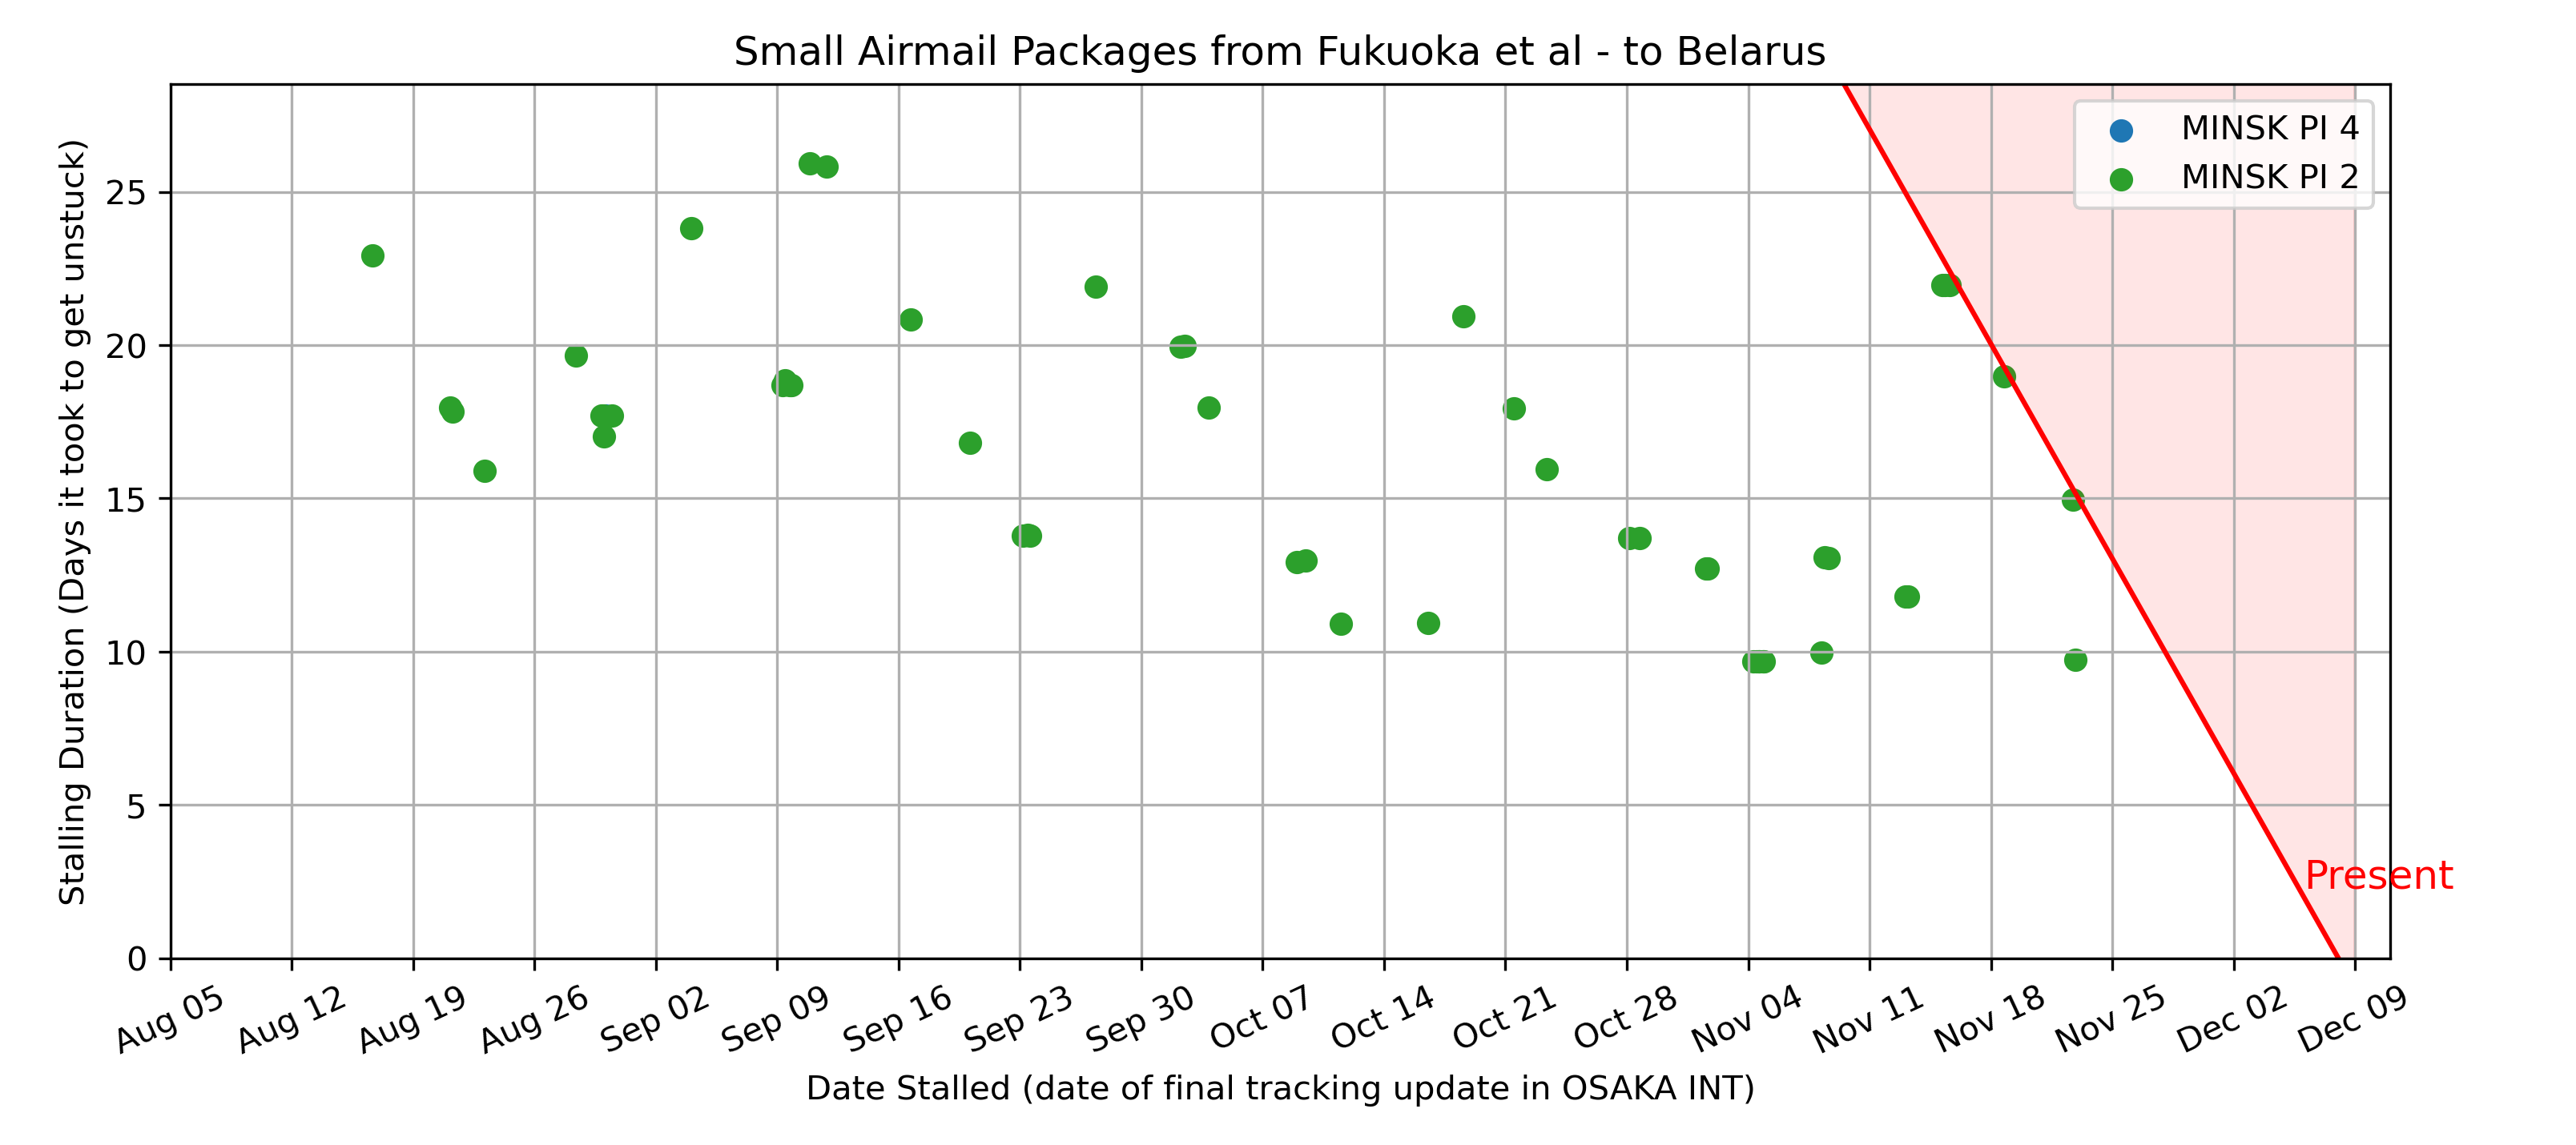 Small Airmail Packages from Fukuoka et al - to Belarus
MINSK PI 4
MINSK PI 2
Stalling Duration (Days it took to get unstuck)
25
20
15
10
5
0
Present
Aug 05
Aug 12
Aug 19
Aug 26
Sep 02
Sep 09
Sep 16
Sep 23
Sep 30
Oct 07
Oct 14
Oct 21
Oct 28
Nov 04
Nov 11
Nov 18
Nov 25
Dec 02
Dec 09
Date Stalled (date of final tracking update in OSAKA INT)